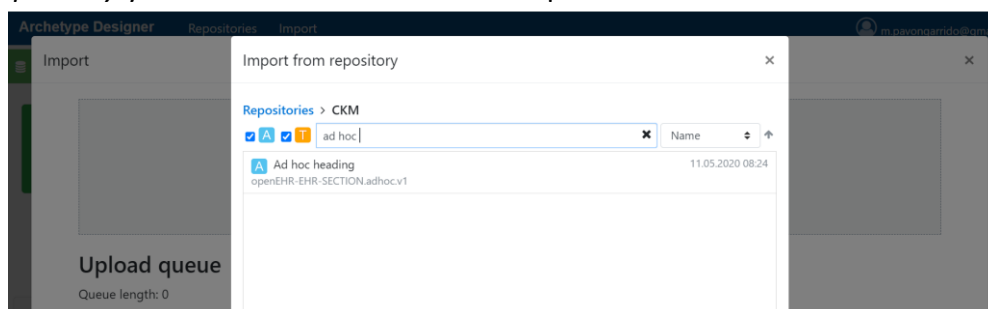 Archetype Designer Repositories Import m.pavongarrido@gm
Import
Import from repository
Repositories > CKM
A T ad hoc Name
A Ad hoc heading 11.05.2020 08:24
openEHR-EHR-SECTION.adhoc.v1
Upload queue
Queue length: 0